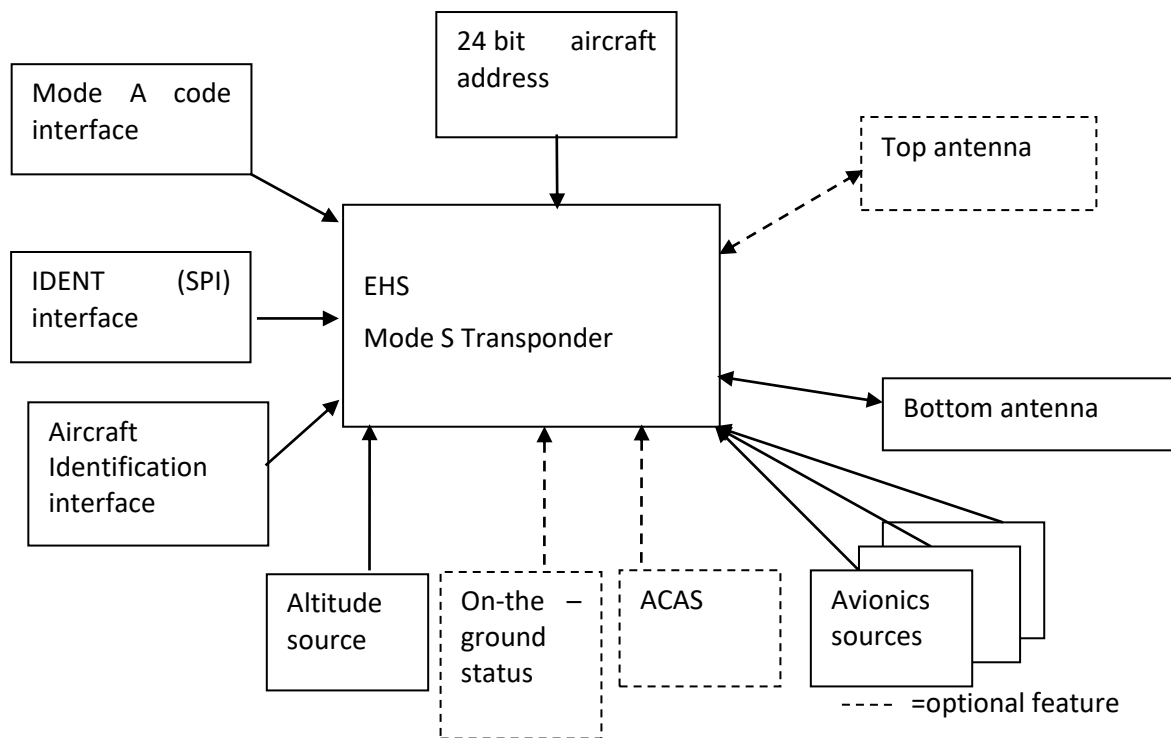 24 bit aircraft
address
Mode A code
interface
Top antenna
IDENT (SPI)
interface
EHS
Mode S Transponder
Bottom antenna
Aircraft
Identification
interface
Altitude
source
On-the –
ground
status
ACAS
Avionics
sources
=optional feature